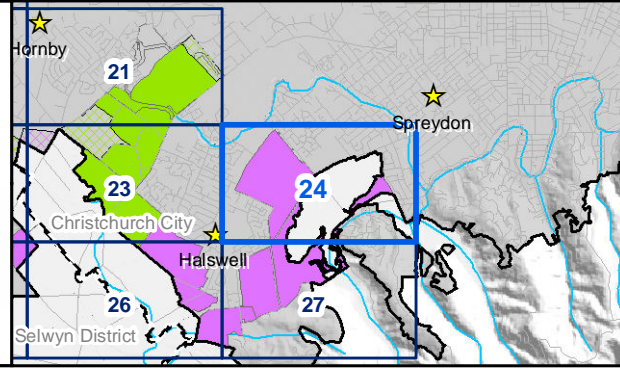 Hornby
21
Spreydon
24
23
Christchurch City
Halswell
26
27
Selwyn District